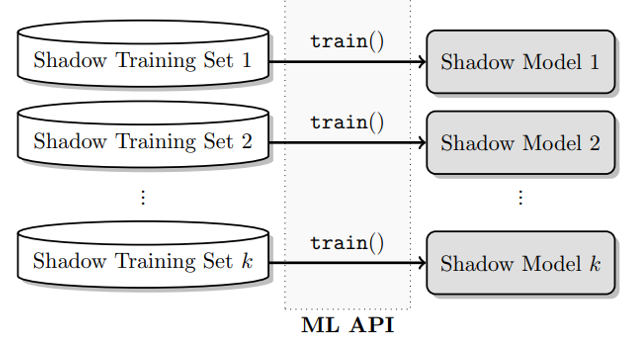 Shadow Training Set 1
train()
Shadow Model 1
Shadow Training Set 2
train()
Shadow Model 2
⋮
⋮
Shadow Training Set k
train()
Shadow Model k
ML API